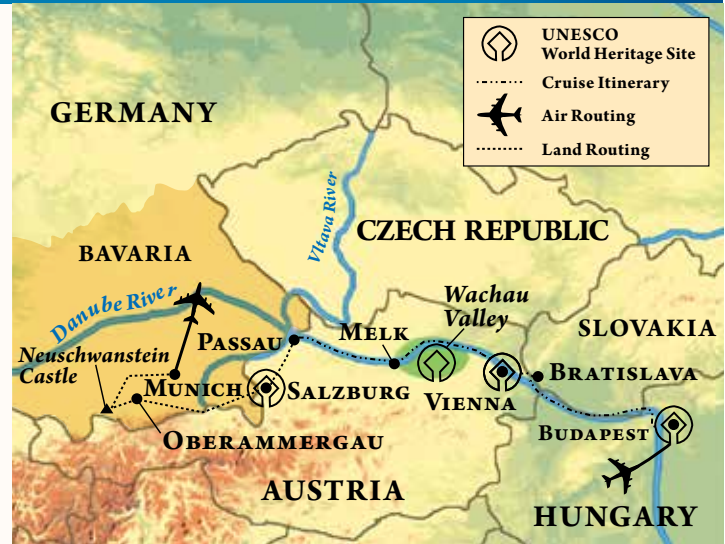 UNESCO
World Heritage Site
Cruise Itinerary
Air Routing
Land Routing
GERMANY
Vltava River
CZECH REPUBLIC
BAVARIA
Danube River
Wachau
Valley
SLOVAKIA
PASSAU
MELK
Neuschwanstein
Castle
MUNICH
SALZBURG
VIENNA
BRATISLAVA
OBERAMMERGAU
BUDAPEST
AUSTRIA
HUNGARY